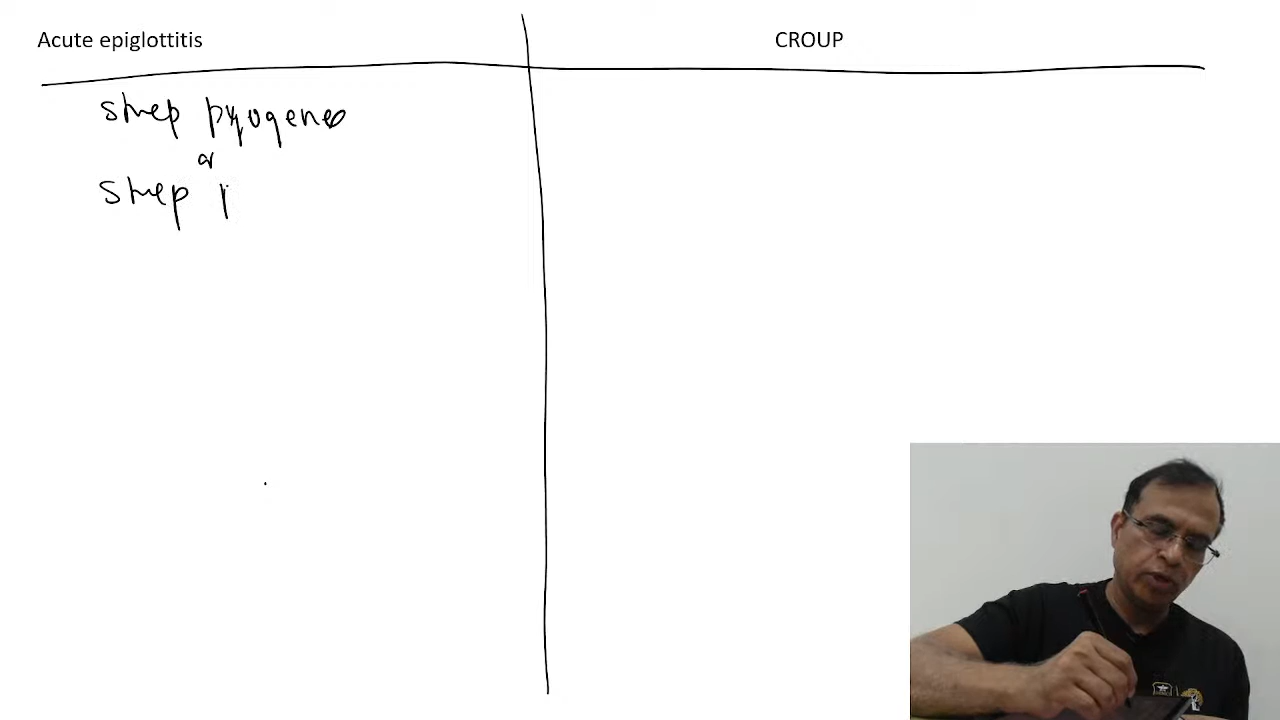 Acute epiglottitis
CROUP
strep pyogenes
or
strep p